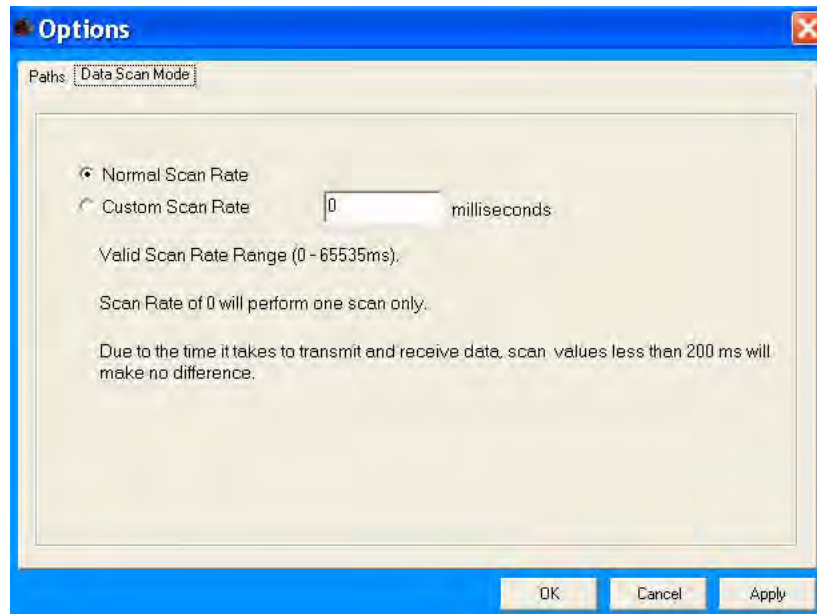 Options
Paths Data Scan Mode
Normal Scan Rate
Custom Scan Rate 0 milliseconds
Valid Scan Rate Range (0 - 65535ms).
Scan Rate of 0 will perform one scan only.
Due to the time it takes to transmit and receive data, scan values less than 200 ms will
make no difference.
OK Cancel Apply